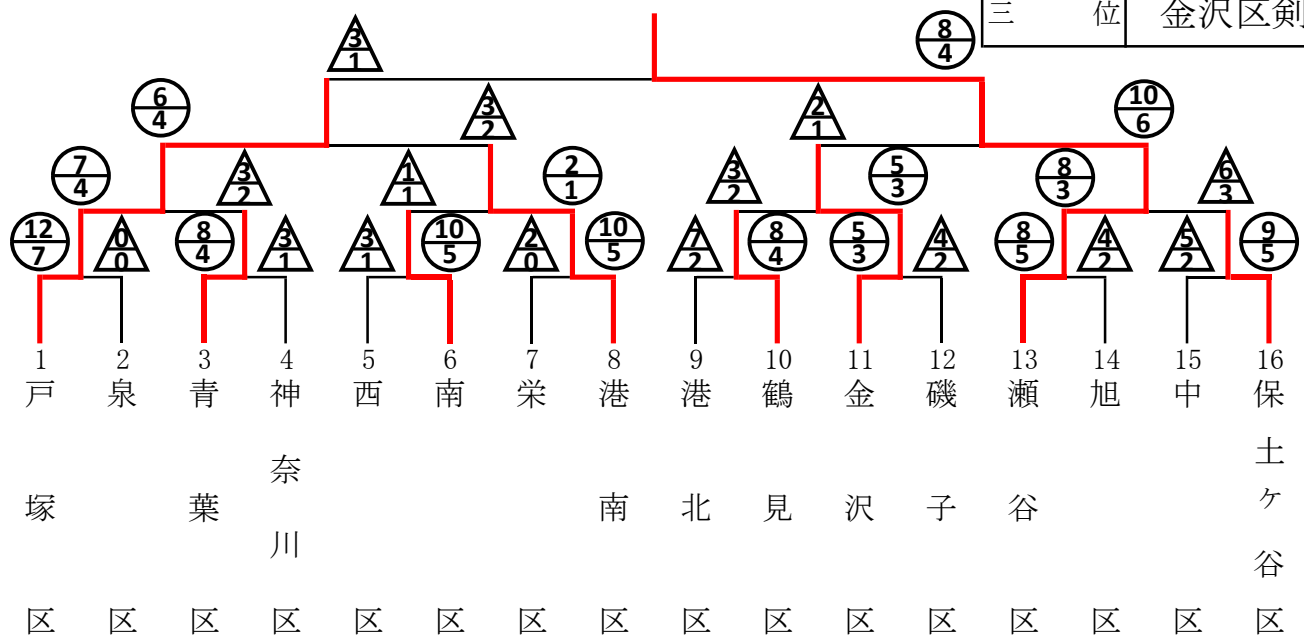 三 位 金沢区剣
3 1
8 4
6 4
3 2
2 1
10 6
7 4
3 2
1 1
2 1
3 2
5 3
8 3
6 3
12 7
0 0
8 4
3 1
3 1
10 5
2 0
10 5
7 2
8 4
5 3
4 2
8 5
4 2
5 2
9 5
1 2 3 4 5 6 7 8 9 10 11 12 13 14 15 16
戸塚区
泉区
青葉区
神奈川区
西区
南区
栄区
港南区
港北区
鶴見区
金沢区
磯子区
瀬谷区
旭区
中区
保土ケ谷区